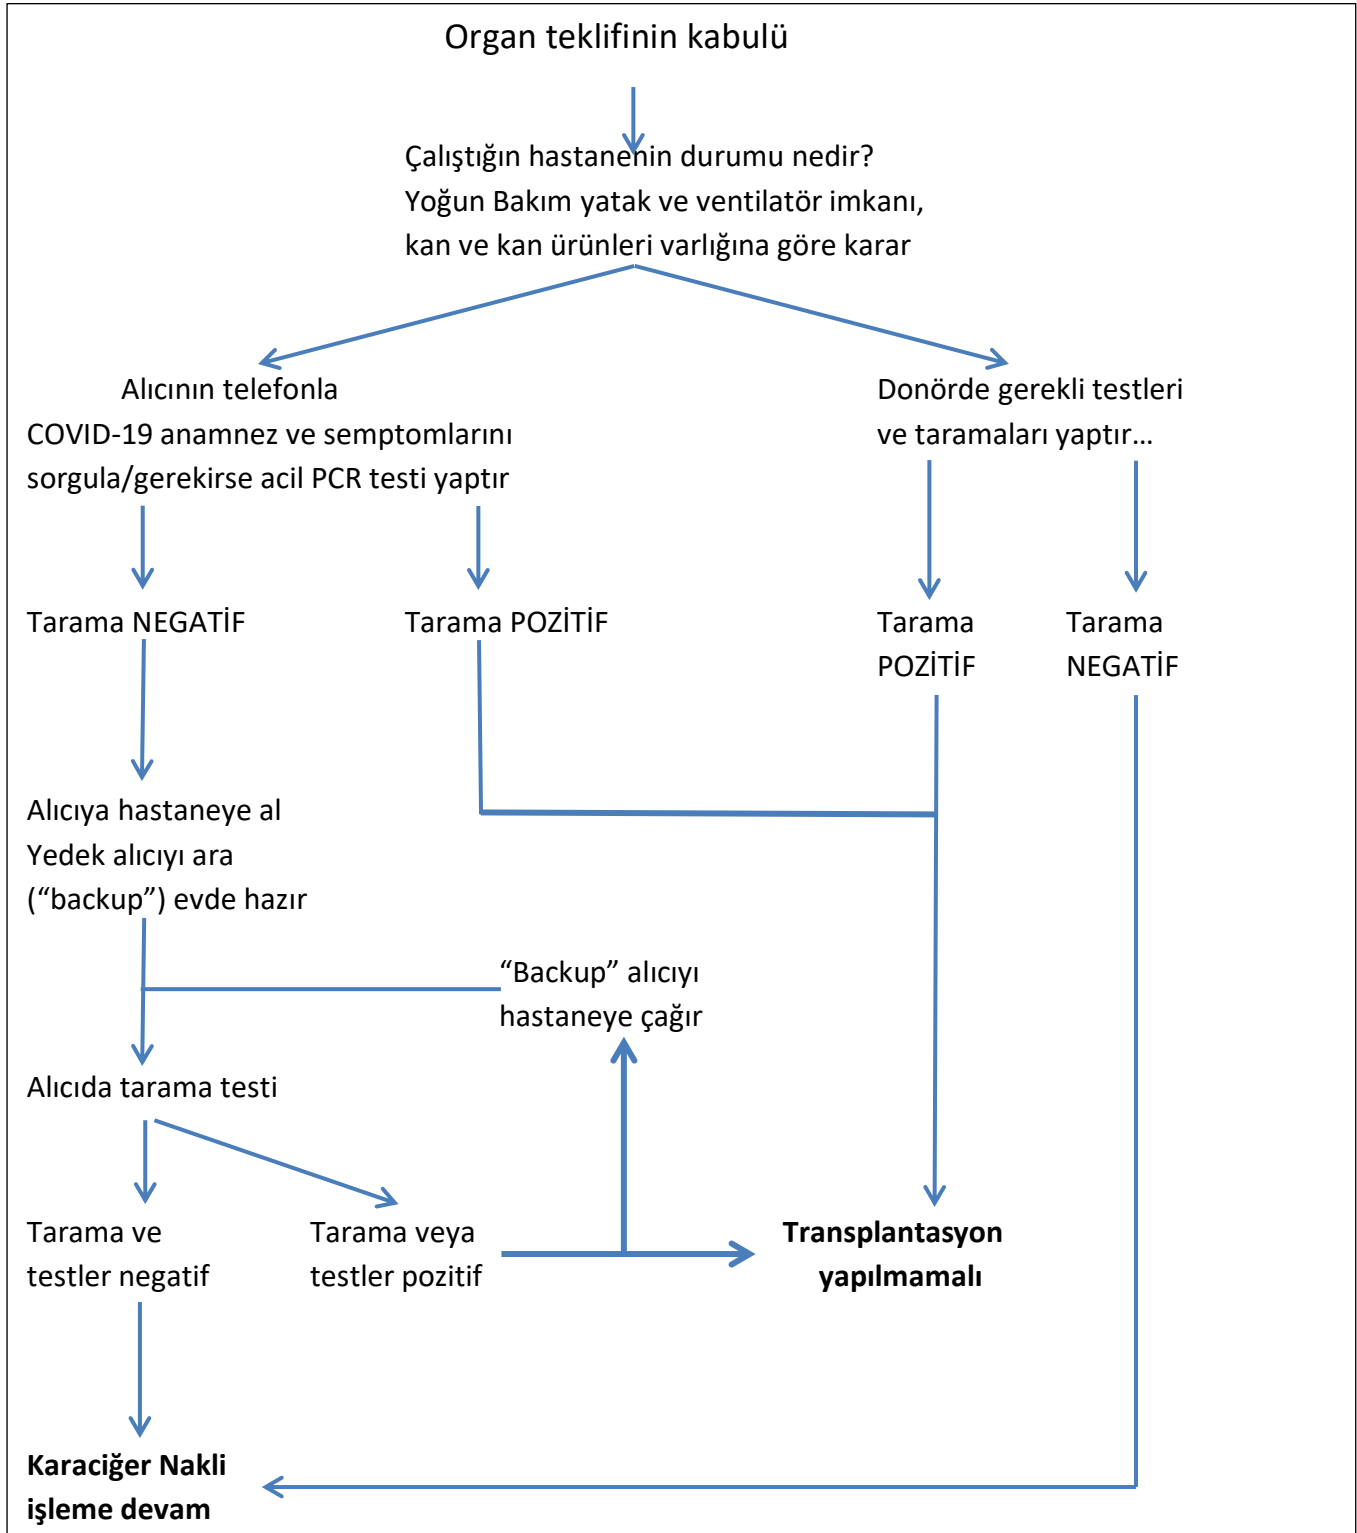 Organ teklifinin kabulü
Çalıştığın hastanenin durumu nedir?
Yoğun Bakım yatak ve ventilatör imkanı,
kan ve kan ürünleri varlığına göre karar
Alıcının telefonla
COVID-19 anamnez ve semptomlarını
sorgula/gerekirse acil PCR testi yaptır
Donörde gerekli testleri
ve taramaları yaptır…
Tarama NEGATİF
Tarama POZİTİF
Tarama
POZİTİF
Tarama
NEGATİF
Alıcıya hastaneye al
Yedek alıcıyı ara
(“backup”) evde hazır
“Backup” alıcıyı
hastaneye çağır
Alıcıda tarama testi
Tarama ve
testler negatif
Tarama veya
testler pozitif
Transplantasyon
yapılmamalı
Karaciğer Nakli
işleme devam